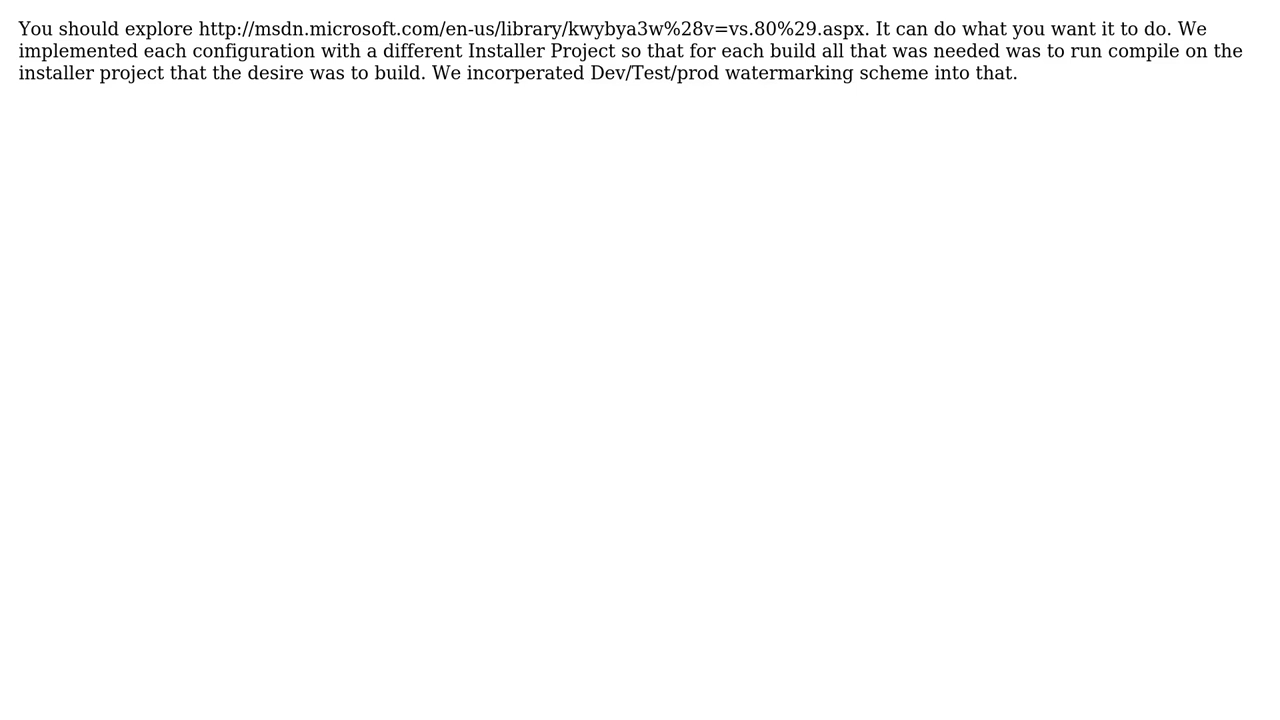 You should explore http://msdn.microsoft.com/en-us/library/kwybya3w%28v=vs.80%29.aspx. It can do what you want it to do. We
implemented each configuration with a different Installer Project so that for each build all that was needed was to run compile on the
installer project that the desire was to build. We incorperated Dev/Test/prod watermarking scheme into that.